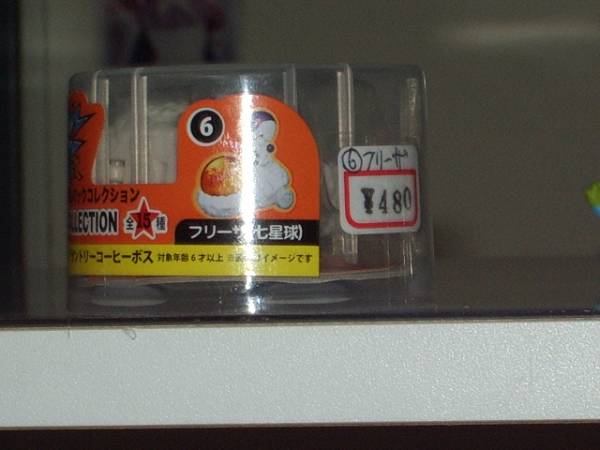 6
ックコレクション
LLECTION 全15種
フリーザ(七星球)
サントリーコーヒーボス 対象年齢6才以上 イメージです
⑥フリーザ
¥480